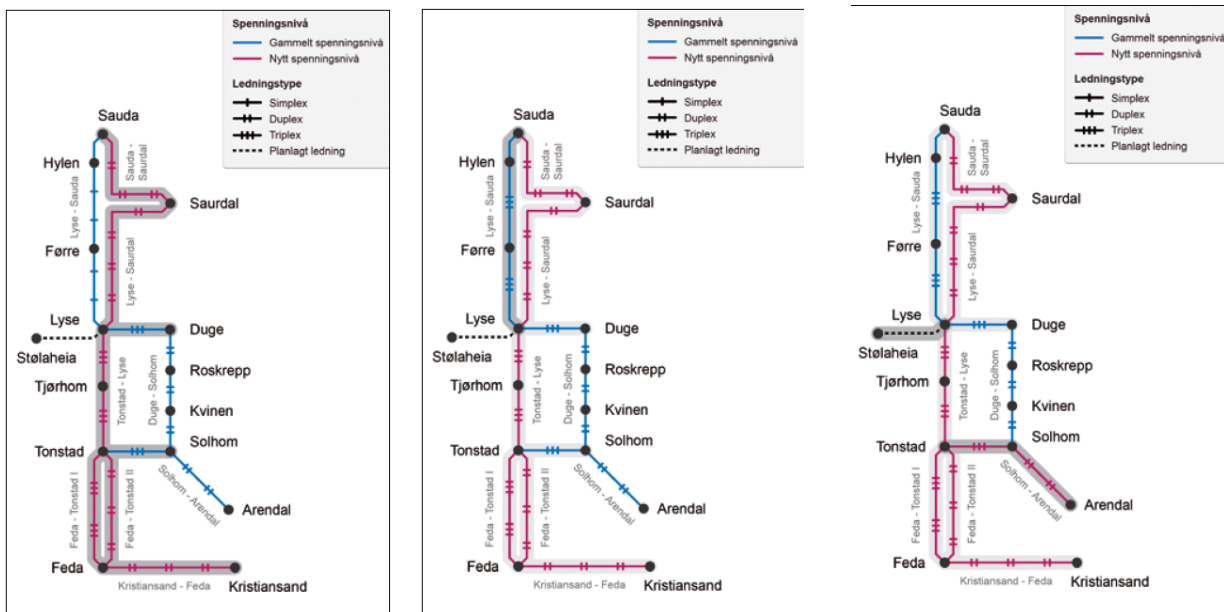 Spenningsnivå
Gammelt spenningsnivå
Nytt spenningsnivå
Ledningstype
Simplex
Duplex
Triplex
Planlagt ledning
Sauda
Hylen
Sauda -
Saurdal
Lyse - Sauda
Saurdal
Førre
Lyse - Saurdal
Lyse
Duge
Stølaheia
Tjørhom
Tonstad - Lyse
Duge - Solhom
Roskrepp
Kvinen
Tonstad
Solhom
Solhom - Arendal
Feda - Tonstad I
Feda - Tonstad II
Arendal
Feda
Kristiansand - Feda
Kristiansand
Spenningsnivå
Gammelt spenningsnivå
Nytt spenningsnivå
Ledningstype
Simplex
Duplex
Triplex
Planlagt ledning
Sauda
Hylen
Sauda -
Saurdal
Lyse - Sauda
Saurdal
Førre
Lyse - Saurdal
Lyse
Duge
Stølaheia
Tjørhom
Tonstad - Lyse
Duge - Solhom
Roskrepp
Kvinen
Tonstad
Solhom
Solhom - Arendal
Feda - Tonstad I
Feda - Tonstad II
Arendal
Feda
Kristiansand - Feda
Kristiansand
Spenningsnivå
Gammelt spenningsnivå
Nytt spenningsnivå
Ledningstype
Simplex
Duplex
Triplex
Planlagt ledning
Sauda
Hylen
Sauda -
Saurdal
Lyse - Sauda
Saurdal
Førre
Lyse - Saurdal
Lyse
Duge
Stølaheia
Tjørhom
Tonstad - Lyse
Duge - Solhom
Roskrepp
Kvinen
Tonstad
Solhom
Solhom - Arendal
Feda - Tonstad I
Feda - Tonstad II
Arendal
Feda
Kristiansand - Feda
Kristiansand